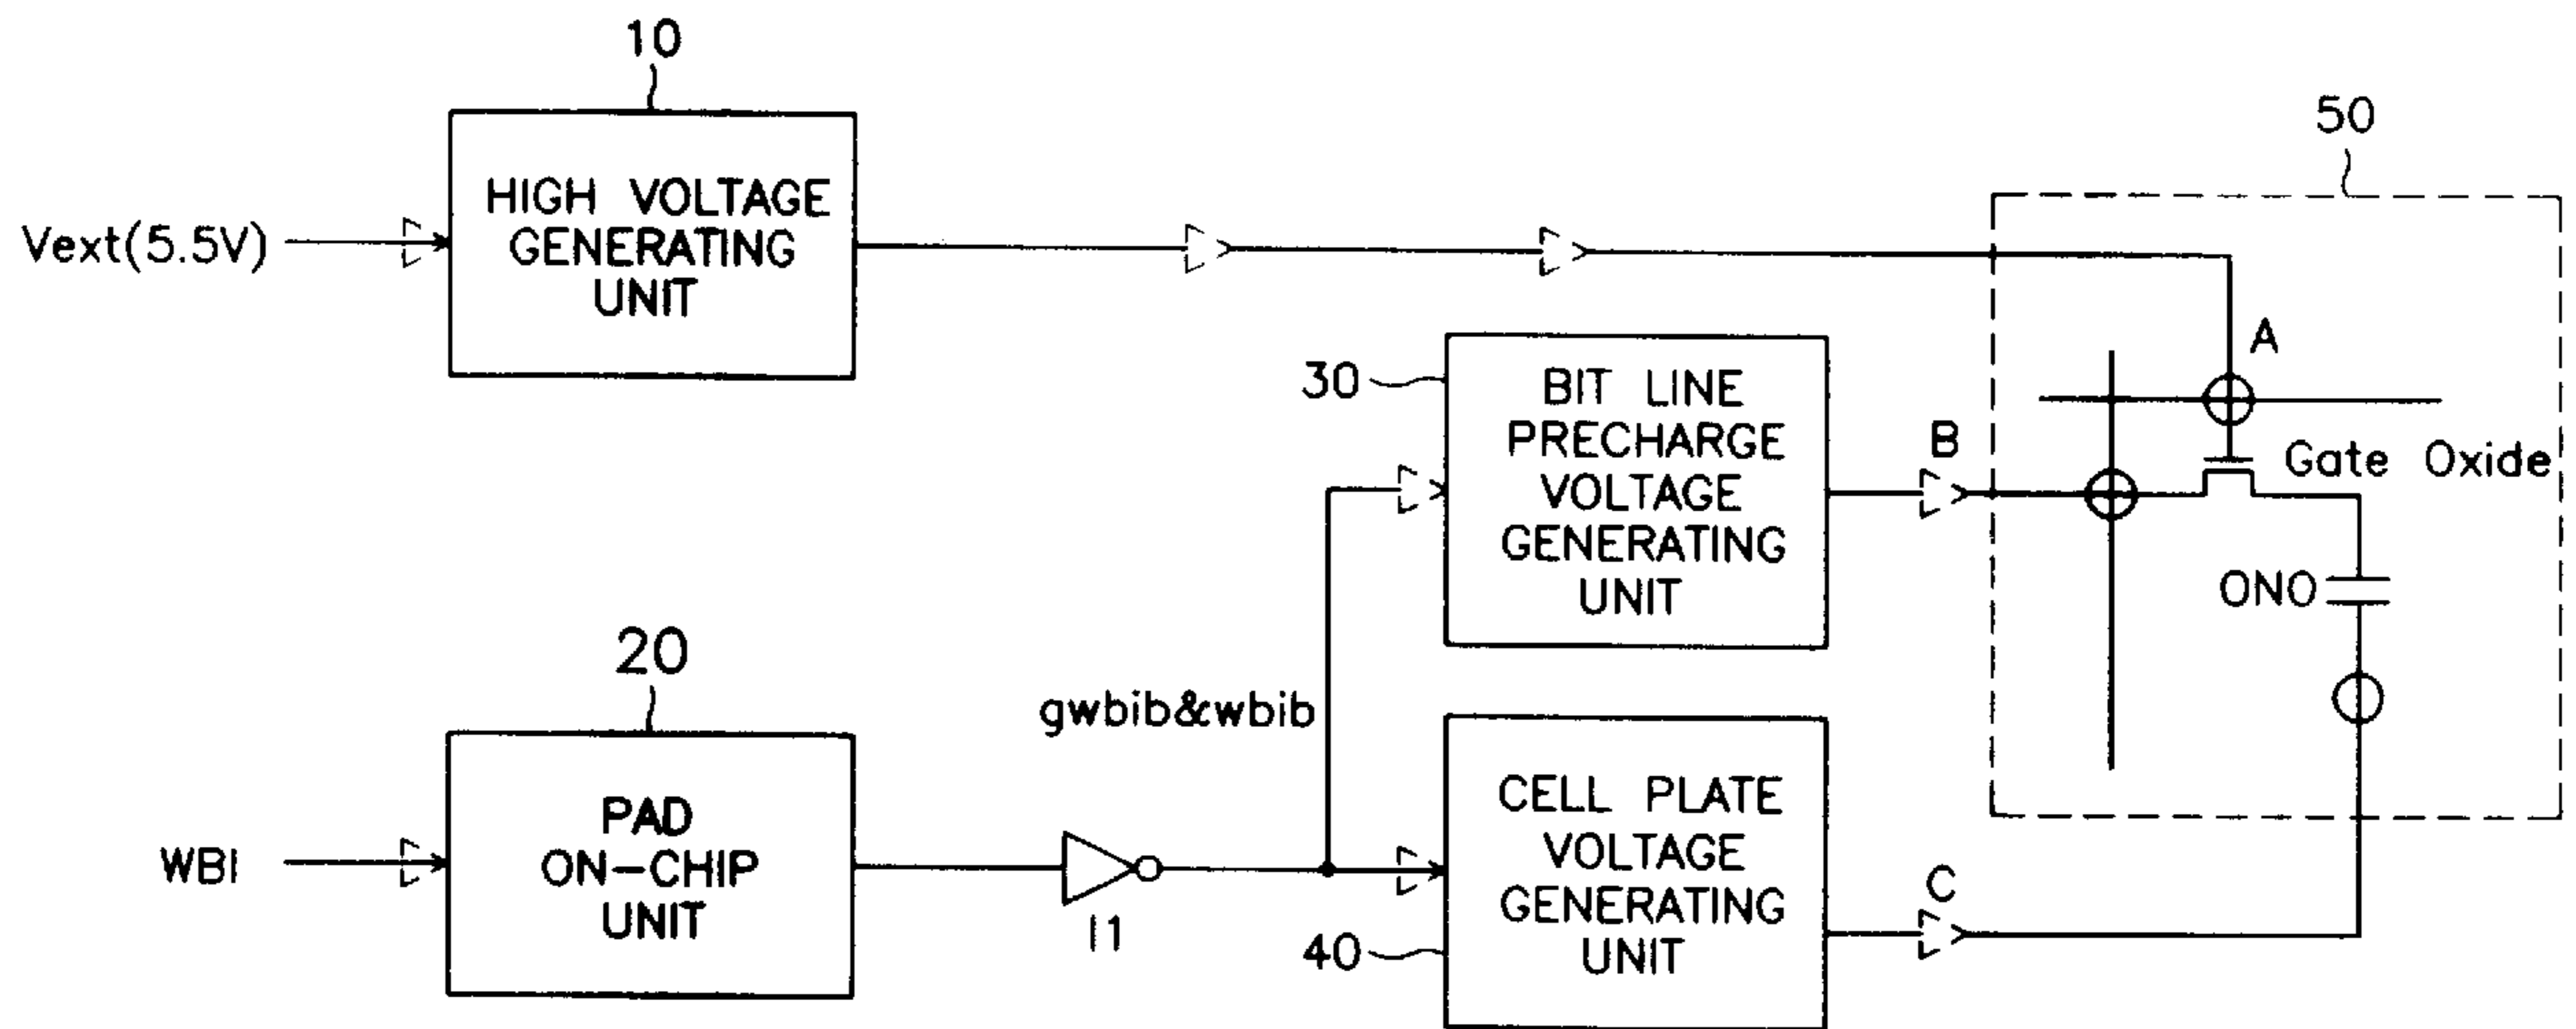 10
HIGH VOLTAGE
GENERATING
UNIT
Vext(5.5V)
50
A
30
BIT LINE
PRECHARGE
VOLTAGE
GENERATING
UNIT
B
Gate Oxide
ONO
20
PAD
ON-CHIP
UNIT
WBI
I1
gwbib&wbib
40
CELL PLATE
VOLTAGE
GENERATING
UNIT
C